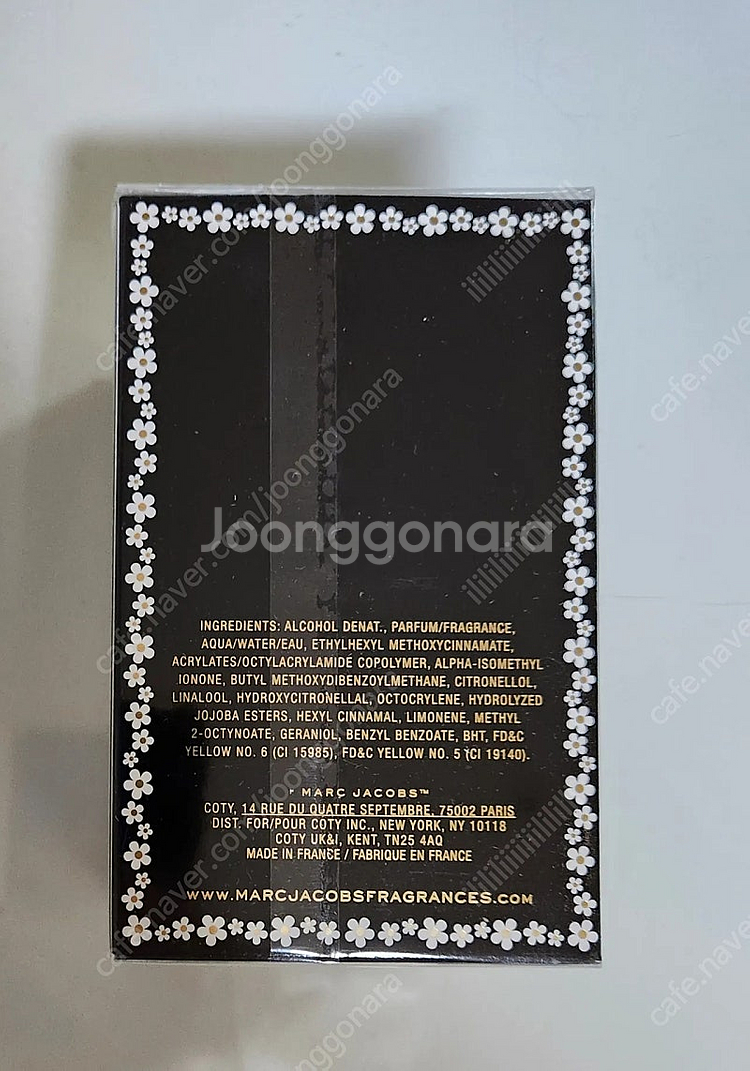 Joonggonara
cafe.naver.com/joonggonara
INGREDIENTS: ALCOHOL DENAT., PARFUM/FRAGRANCE,
AQUA/WATER/EAU, ETHYLHEXYL METHOXYCINNAMATE,
ACRYLATES/OCTYLACRYLAMIDE COPOLYMER, ALPHA-ISOMETHYL
IONONE, BUTYL METHOXYDIBENZOYLMETHANE, CITRONELLOL,
LINALOOL, HYDROXYCITRONELLAL, OCTOCRYLENE, HYDROLYZED
JOJOBA ESTERS, HEXYL CINNAMAL, LIMONENE, METHYL
2-OCTYNOATE, GERANIOL, BENZYL BENZOATE, BHT, FD&C
YELLOW NO. 6 (CI 15985), FD&C YELLOW NO. 5 (CI 19140).
MARC JACOBS™
COTY, 14 RUE DU QUATRE SEPTEMBRE, 75002 PARIS
DIST. FOR/POUR COTY INC., NEW YORK, NY 10118
COTY UK&I, KENT, TN25 4AQ
MADE IN FRANCE / FABRIQUE EN FRANCE
WWW.MARCJACOBSFRAGRANCES.COM